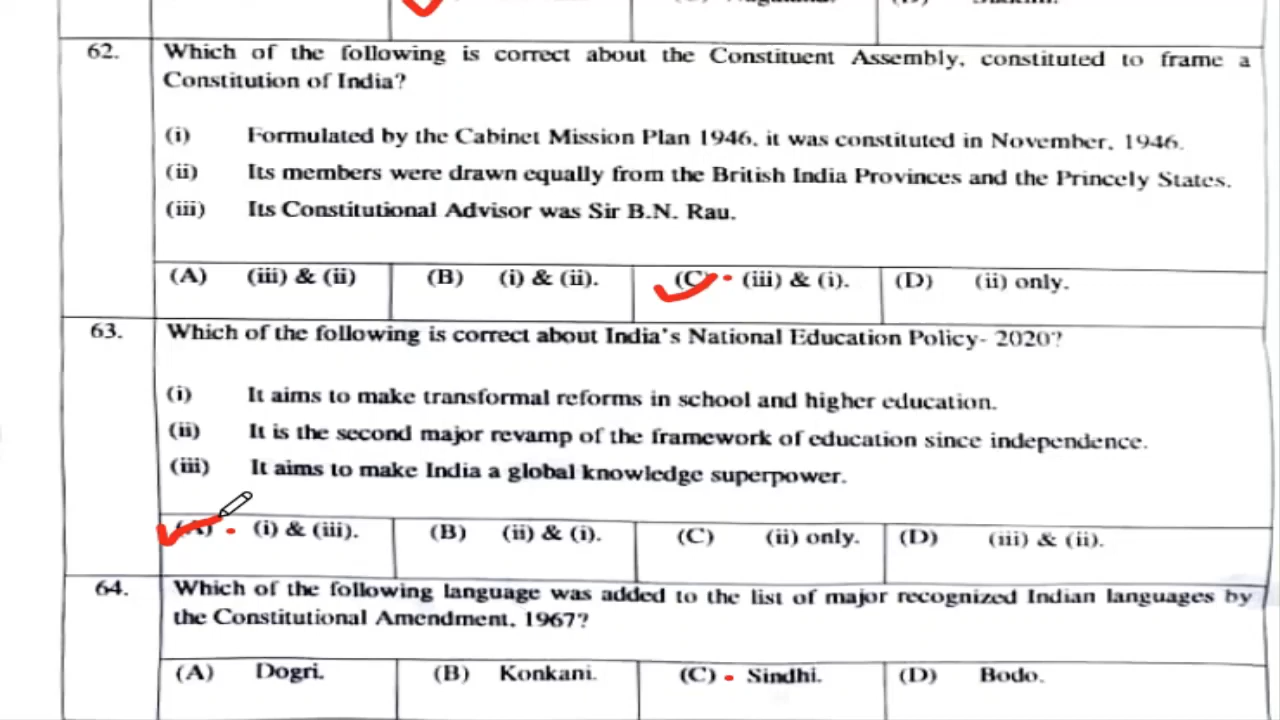 62. Which of the following is correct about the Constituent Assembly, constituted to frame a
Constitution of India?
(i) Formulated by the Cabinet Mission Plan 1946, it was constituted in November, 1946.
(ii) Its members were drawn equally from the British India Provinces and the Princely States.
(iii) Its Constitutional Advisor was Sir B.N. Rau.
(A) (iii) & (ii) (B) (i) & (ii). (C) (iii) & (i). (D) (ii) only.
63. Which of the following is correct about India's National Education Policy- 2020?
(i) It aims to make transformal reforms in school and higher education.
(ii) It is the second major revamp of the framework of education since independence.
(iii) It aims to make India a global knowledge superpower.
(A) (i) & (iii). (B) (ii) & (i). (C) (ii) only. (D) (iii) & (ii).
64. Which of the following language was added to the list of major recognized Indian languages by
the Constitutional Amendment, 1967?
(A) Dogri. (B) Konkani. (C) Sindhi. (D) Bodo.